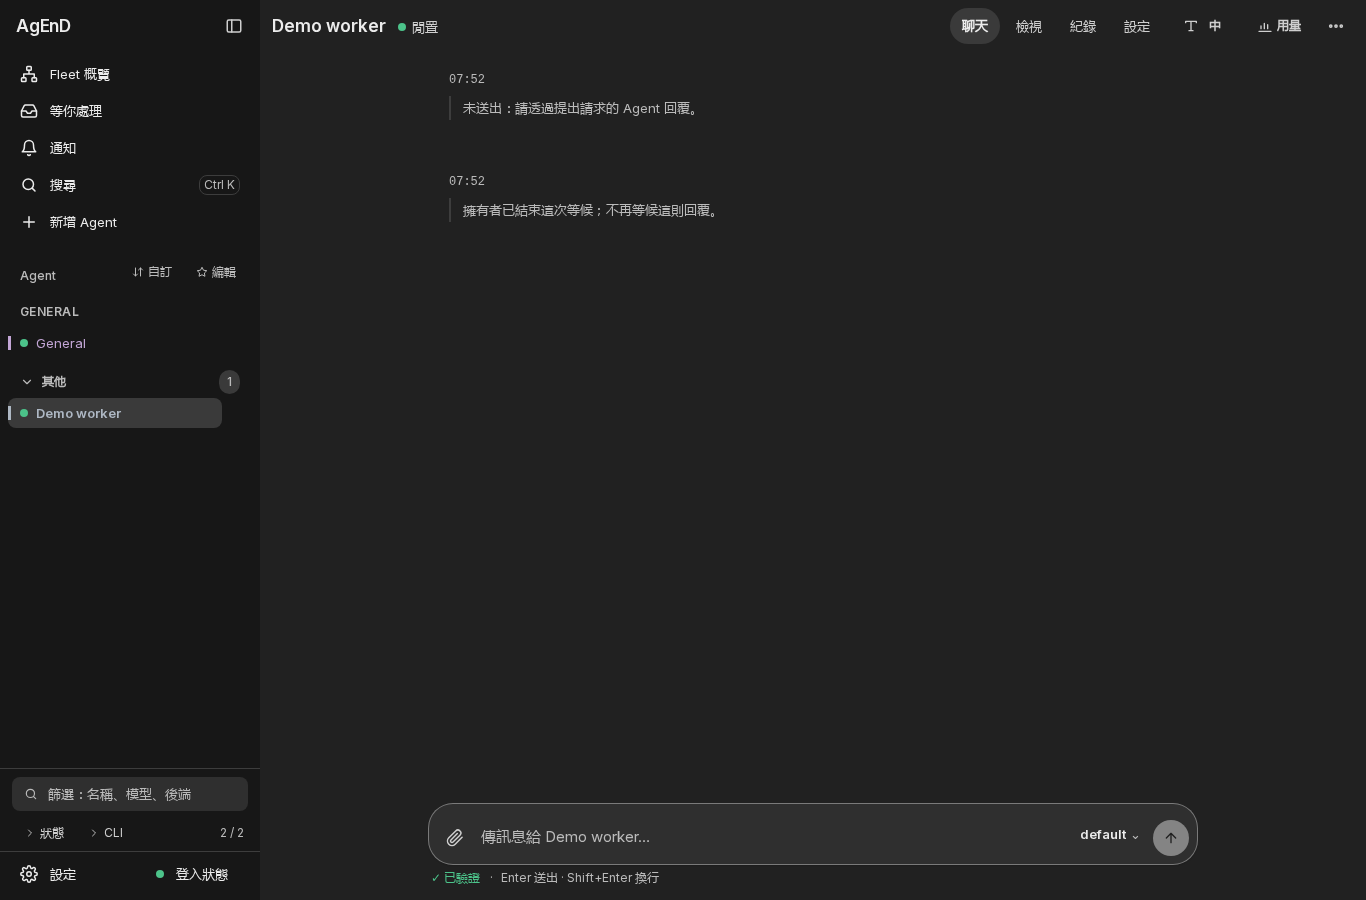 AgEnD
Fleet 概覽
等你處理
通知
搜尋 Ctrl K
新增 Agent
Agent 自訂 編輯
GENERAL
General
其他 1
Demo worker
篩選：名稱、模型、後端
狀態 CLI 2 / 2
設定 登入狀態
Demo worker 閒置
聊天 檢視 紀錄 設定 中 用量
07:52
未送出：請透過提出請求的 Agent 回覆。
07:52
擁有者已結束這次等候；不再等候這則回覆。
傳訊息給 Demo worker...
default
✓ 已驗證 · Enter 送出 · Shift+Enter 換行